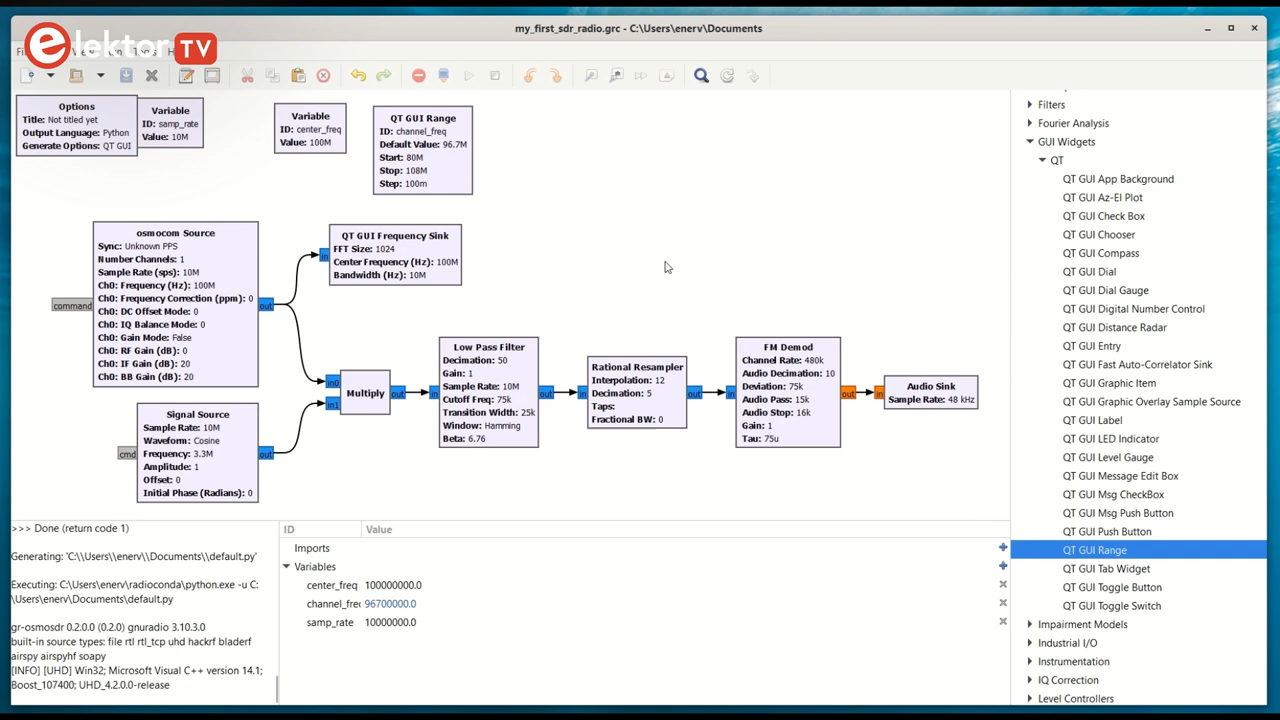 elektor TV
my_first_sdr_radio.grc - C:\Users\enerv\Documents
Options
Title: Not titled yet
Output Language: Python
Generate Options: QT GUI
Variable
ID: samp_rate
Value: 10M
Variable
ID: center_freq
Value: 100M
QT GUI Range
ID: channel_freq
Default Value: 96.7M
Start: 80M
Stop: 108M
Step: 100m
osmocom Source
Sync: Unknown PPS
Number Channels: 1
Sample Rate (sps): 10M
Ch0: Frequency (Hz): 100M
Ch0: Frequency Correction (ppm): 0
Ch0: DC Offset Mode: 0
Ch0: IQ Balance Mode: 0
Ch0: Gain Mode: False
Ch0: RF Gain (dB): 0
Ch0: IF Gain (dB): 20
Ch0: BB Gain (dB): 20
command
out
in
QT GUI Frequency Sink
FFT Size: 1024
Center Frequency (Hz): 100M
Bandwidth (Hz): 10M
Signal Source
Sample Rate: 10M
Waveform: Cosine
Frequency: 3.3M
Amplitude: 1
Offset: 0
Initial Phase (Radians): 0
cmd
out
in0
in1
Multiply
out
in
Low Pass Filter
Decimation: 50
Gain: 1
Sample Rate: 10M
Cutoff Freq: 75k
Transition Width: 25k
Window: Hamming
Beta: 6.76
out
in
Rational Resampler
Interpolation: 12
Decimation: 5
Taps:
Fractional BW: 0
out
in
FM Demod
Channel Rate: 480k
Audio Decimation: 10
Deviation: 75k
Audio Pass: 15k
Audio Stop: 16k
Gain: 1
Tau: 75u
out
in
Audio Sink
Sample Rate: 48 kHz
Filters
Fourier Analysis
GUI Widgets
QT
QT GUI App Background
QT GUI Az-El Plot
QT GUI Check Box
QT GUI Chooser
QT GUI Compass
QT GUI Dial
QT GUI Dial Gauge
QT GUI Digital Number Control
QT GUI Distance Radar
QT GUI Entry
QT GUI Fast Auto-Correlator Sink
QT GUI Graphic Item
QT GUI Graphic Overlay Sample Source
QT GUI Label
QT GUI LED Indicator
QT GUI Level Gauge
QT GUI Message Edit Box
QT GUI Msg CheckBox
QT GUI Msg Push Button
QT GUI Push Button
QT GUI Range
QT GUI Tab Widget
QT GUI Toggle Button
QT GUI Toggle Switch
Impairment Models
Industrial I/O
Instrumentation
IQ Correction
Level Controllers
>>> Done (return code 1)
Generating: 'C:\\Users\\enerv\\Documents\\default.py'
Executing: C:\Users\enerv\radioconda\python.exe -u C:
\Users\enerv\Documents\default.py
gr-osmosdr 0.2.0.0 (0.2.0) gnuradio 3.10.3.0
built-in source types: file rtl rtl_tcp uhd hackrf bladerf
airspy airspyhf soapy
[INFO] [UHD] Win32; Microsoft Visual C++ version 14.1;
Boost_107400; UHD_4.2.0.0-release
ID Value
Imports
Variables
center_freq 100000000.0
channel_fre 96700000.0
samp_rate 10000000.0